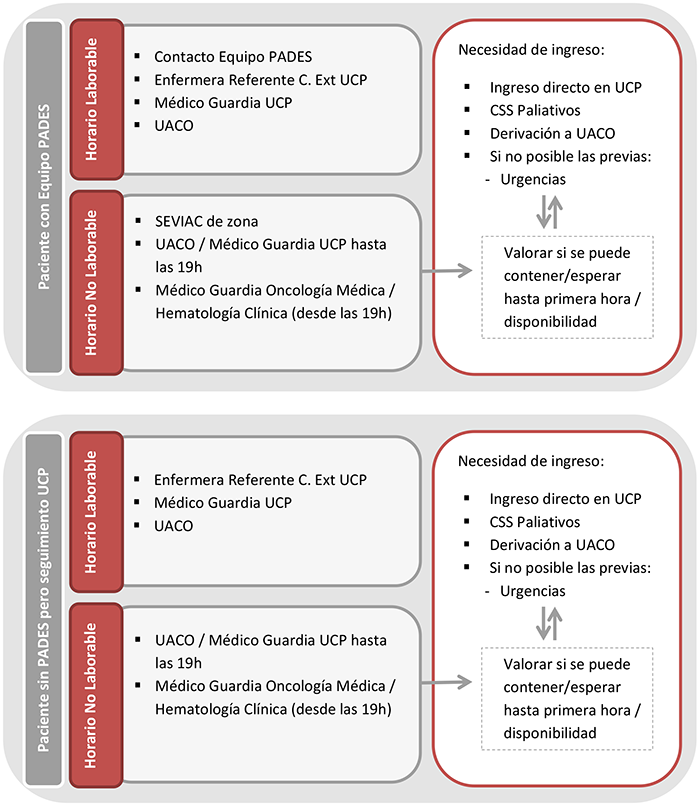 Paciente con Equipo PADES
Horario Laborable
▪ Contacto Equipo PADES
▪ Enfermera Referente C. Ext UCP
▪ Médico Guardia UCP
▪ UACO
Horario No Laborable
▪ SEVIAC de zona
▪ UACO / Médico Guardia UCP hasta
las 19h
▪ Médico Guardia Oncología Médica /
Hematología Clínica (desde las 19h)
Necesidad de ingreso:
▪ Ingreso directo en UCP
▪ CSS Paliativos
▪ Derivación a UACO
▪ Si no posible las previas:
- Urgencias
Valorar si se puede
contener/esperar
hasta primera hora /
disponibilidad
Paciente sin PADES pero seguimiento UCP
Horario Laborable
▪ Enfermera Referente C. Ext UCP
▪ Médico Guardia UCP
▪ UACO
Horario No Laborable
▪ UACO / Médico Guardia UCP hasta
las 19h
▪ Médico Guardia Oncología Médica /
Hematología Clínica (desde las 19h)
Necesidad de ingreso:
▪ Ingreso directo en UCP
▪ CSS Paliativos
▪ Derivación a UACO
▪ Si no posible las previas:
- Urgencias
Valorar si se puede
contener/esperar
hasta primera hora /
disponibilidad